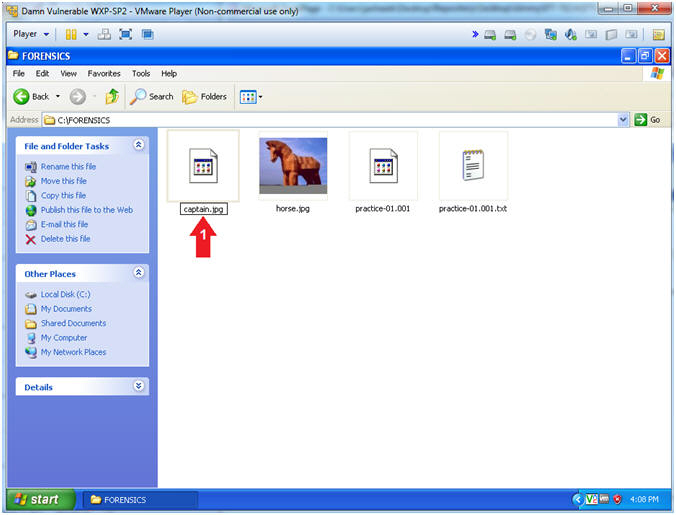 Damn Vulnerable WXP-SP2 - VMware Player (Non-commercial use only)
Player
FORENSICS
File Edit View Favorites Tools Help
Back Search Folders
Address C:\FORENSICS Go
File and Folder Tasks
Rename this file
Move this file
Copy this file
Publish this file to the Web
E-mail this file
Delete this file
Other Places
Local Disk (C:)
My Documents
Shared Documents
My Computer
My Network Places
Details
captain.jpg horse.jpg practice-01.001 practice-01.001.txt
1
start FORENSICS 4:08 PM